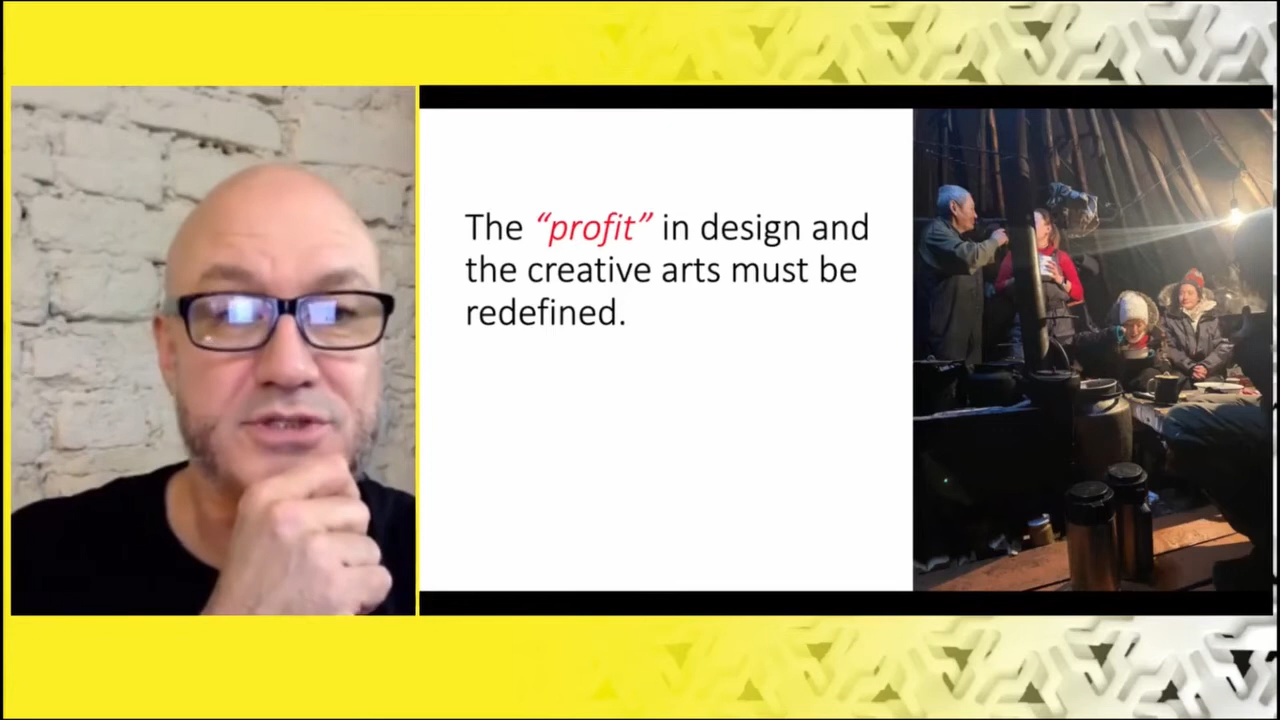 The “profit” in design and
the creative arts must be
redefined.